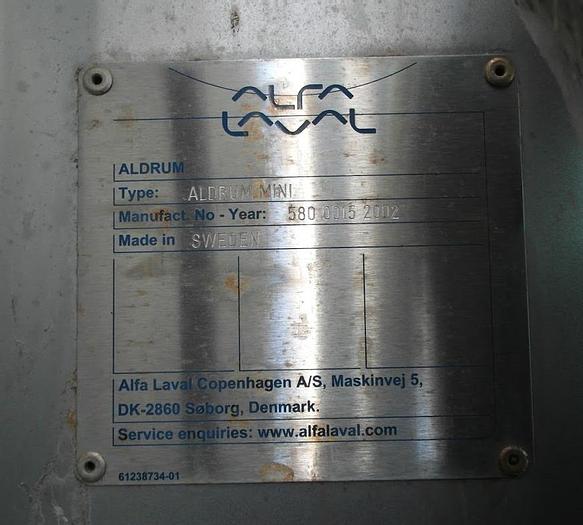 ALFA
LAVAL
ALDRUM
Type: ALDRUM MINI
Manufact. No - Year: 580 0015 2002
Made in SWEDEN
Alfa Laval Copenhagen A/S, Maskinvej 5,
DK-2860 Søborg, Denmark.
Service enquiries: www.alfalaval.com
61238734-01